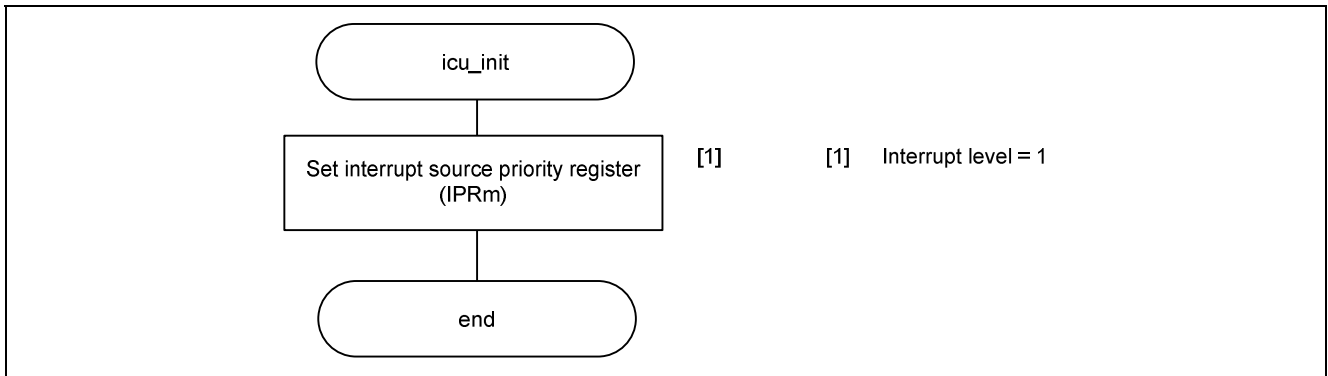 icu_init
Set interrupt source priority register
(IPRm)
[1]
[1] Interrupt level = 1
end